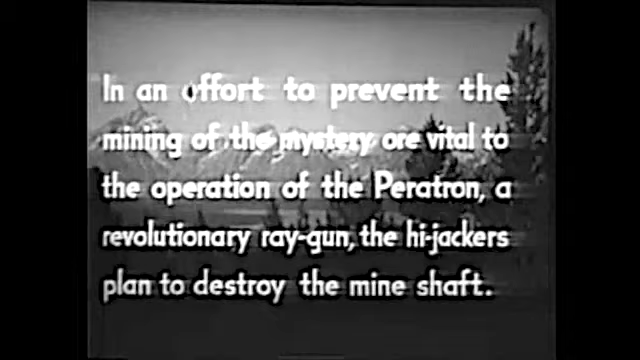 In an effort to prevent the
mining of the mystery ore vital to
the operation of the Peratron, a
revolutionary ray-gun, the hi-jackers
plan to destroy the mine shaft.